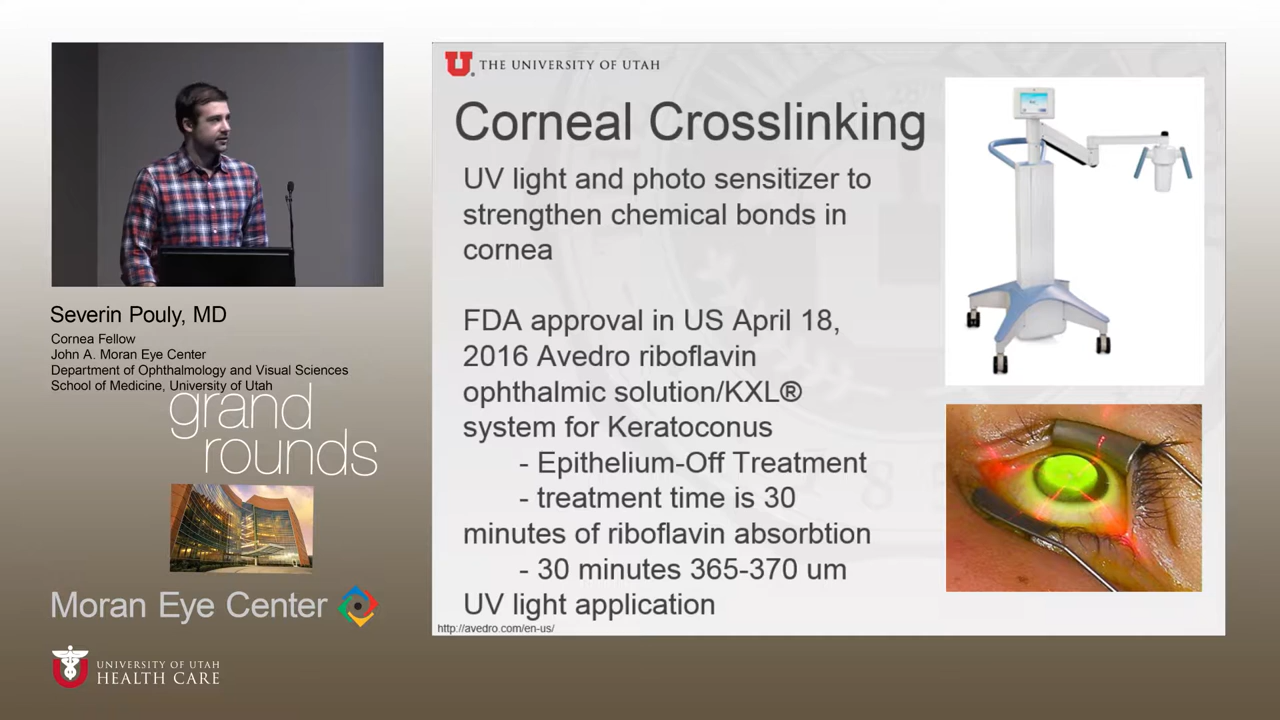 Severin Pouly, MD
Cornea Fellow
John A. Moran Eye Center
Department of Ophthalmology and Visual Sciences
School of Medicine, University of Utah
grand
rounds
Moran Eye Center
UNIVERSITY OF UTAH
HEALTH CARE
THE UNIVERSITY OF UTAH
Corneal Crosslinking
UV light and photo sensitizer to
strengthen chemical bonds in
cornea
FDA approval in US April 18,
2016 Avedro riboflavin
ophthalmic solution/KXL®
system for Keratoconus
- Epithelium-Off Treatment
- treatment time is 30
minutes of riboflavin absorbtion
- 30 minutes 365-370 um
UV light application
http://avedro.com/en-us/